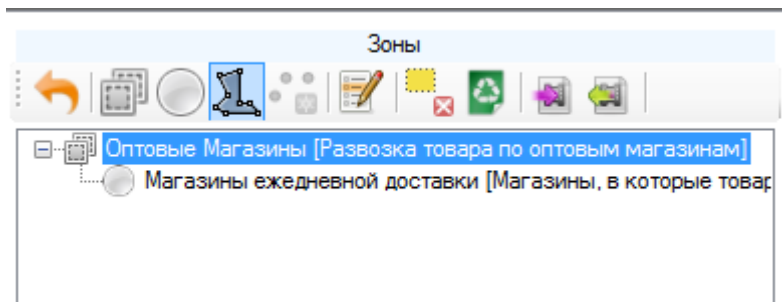 Зоны
Оптовые Магазины [Развозка товара по оптовым магазинам]
Магазины ежедневной доставки [Магазины, в которые товар